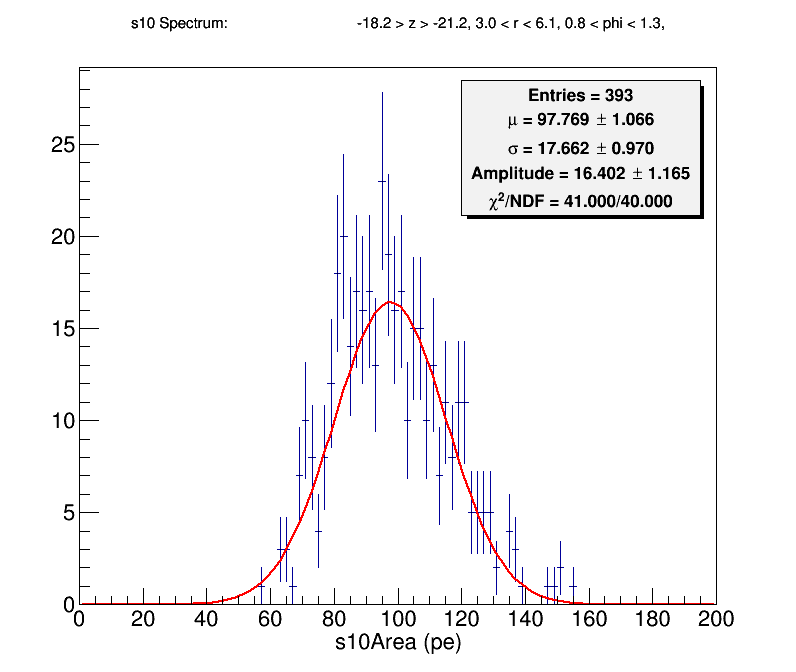 s10 Spectrum: -18.2 > z > -21.2, 3.0 < r < 6.1, 0.8 < phi < 1.3,
Entries = 393
μ = 97.769 ± 1.066
σ = 17.662 ± 0.970
Amplitude = 16.402 ± 1.165
χ²/NDF = 41.000/40.000
25
20
15
10
5
0
0 20 40 60 80 100 120 140 160 180 200
s10Area (pe)